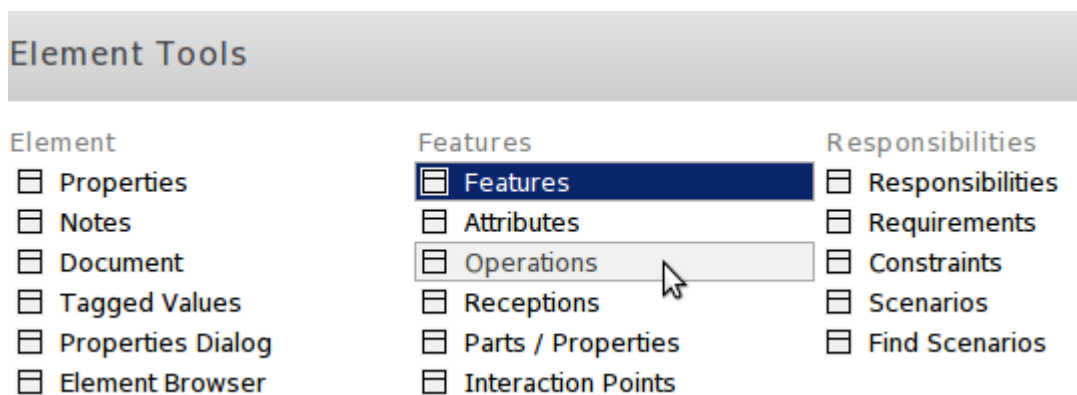 Element Tools
Element
Properties
Notes
Document
Tagged Values
Properties Dialog
Element Browser
Features
Features
Attributes
Operations
Receptions
Parts / Properties
Interaction Points
Responsibilities
Responsibilities
Requirements
Constraints
Scenarios
Find Scenarios